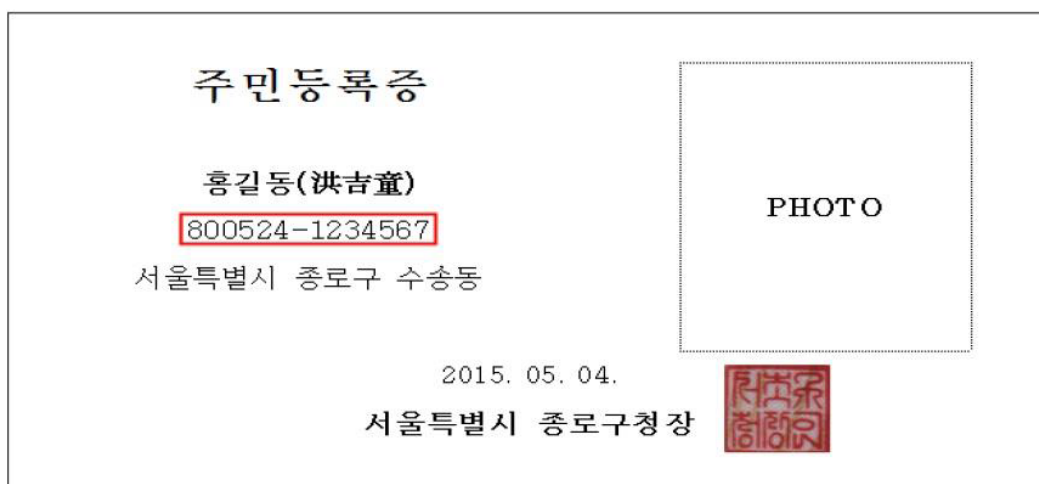 주민등록증
홍길동(洪吉童)
800524-1234567
서울특별시 종로구 수송동
PHOTO
2015. 05. 04.
서울특별시 종로구청장